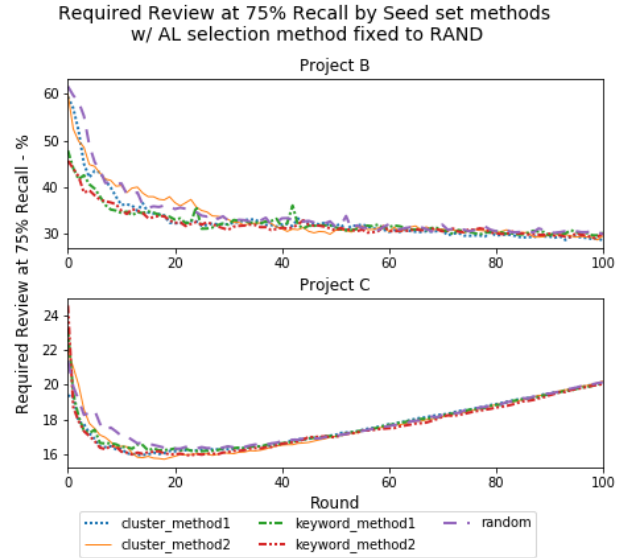 Required Review at 75% Recall by Seed set methods
w/ AL selection method fixed to RAND
Project B
Required Review at 75% Recall - %
60
50
40
30
0 20 40 60 80 100
Project C
24
22
20
18
16
0 20 40 60 80 100
Round
cluster_method1 keyword_method1 random
cluster_method2 keyword_method2